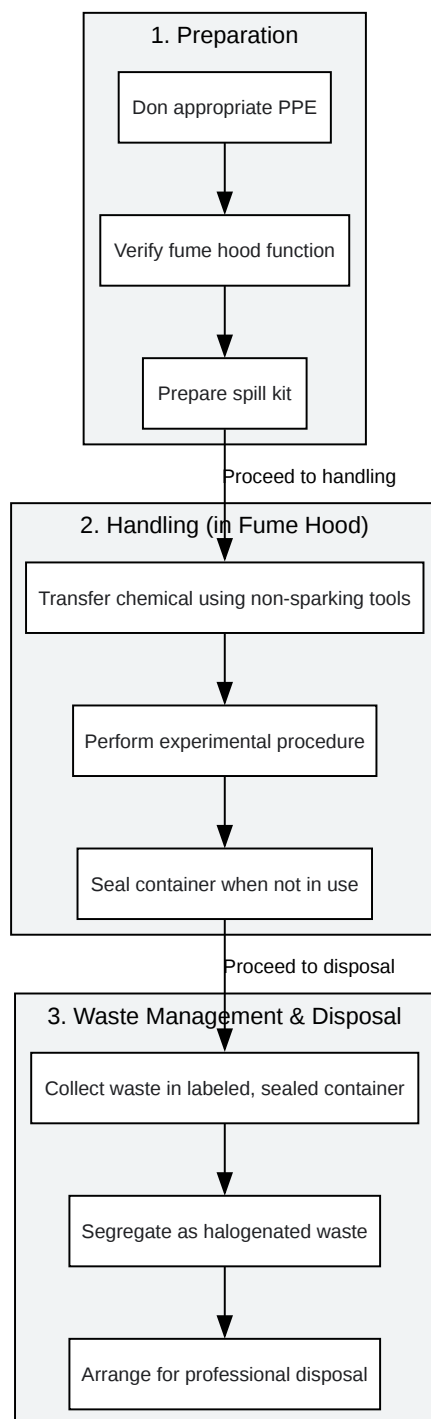 1. Preparation
Don appropriate PPE
Verify fume hood function
Prepare spill kit
Proceed to handling
2. Handling (in Fume Hood)
Transfer chemical using non-sparking tools
Perform experimental procedure
Seal container when not in use
Proceed to disposal
3. Waste Management & Disposal
Collect waste in labeled, sealed container
Segregate as halogenated waste
Arrange for professional disposal